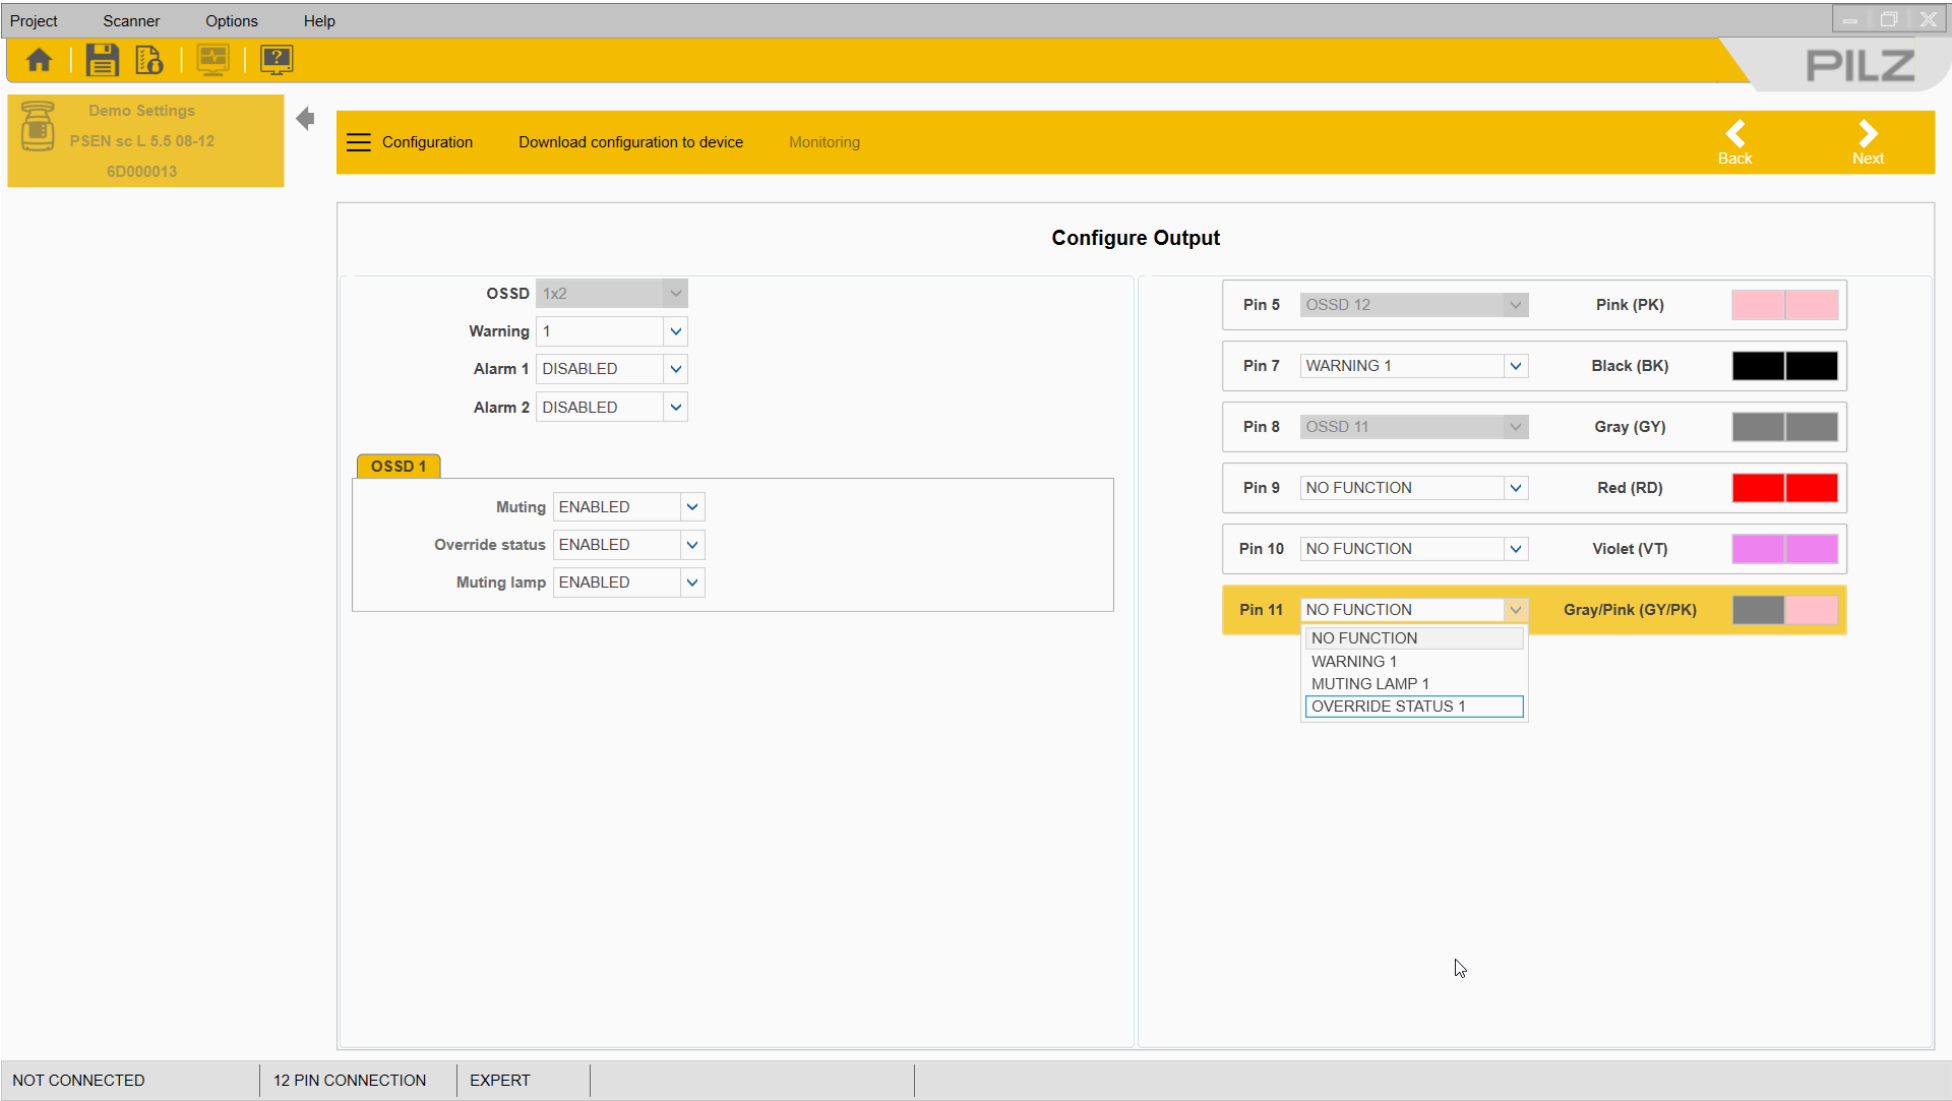 Project Scanner Options Help
PILZ
Demo Settings
PSEN sc L 5.5 08-12
6D000013
Configuration Download configuration to device Monitoring Back Next
Configure Output
OSSD 1x2
Warning 1
Alarm 1 DISABLED
Alarm 2 DISABLED
OSSD 1
Muting ENABLED
Override status ENABLED
Muting lamp ENABLED
Pin 5 OSSD 12 Pink (PK)
Pin 7 WARNING 1 Black (BK)
Pin 8 OSSD 11 Gray (GY)
Pin 9 NO FUNCTION Red (RD)
Pin 10 NO FUNCTION Violet (VT)
Pin 11 NO FUNCTION Gray/Pink (GY/PK)
NO FUNCTION
WARNING 1
MUTING LAMP 1
OVERRIDE STATUS 1
NOT CONNECTED 12 PIN CONNECTION EXPERT